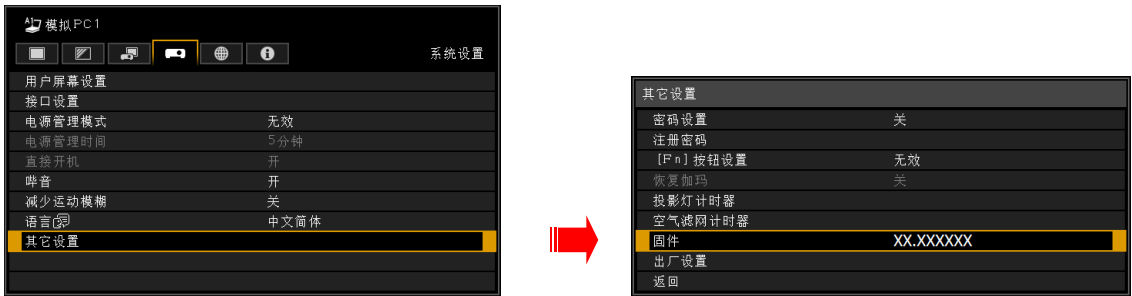 模拟PC1
系统设置
用户屏幕设置
接口设置
电源管理模式 无效
电源管理时间 5分钟
直接开机 开
哔音 开
减少运动模糊 关
语言 中文简体
其它设置
其它设置
密码设置 关
注册密码
[Fn]按钮设置 无效
恢复伽玛 关
投影灯计时器
空气滤网计时器
固件 XX.XXXXXX
出厂设置
返回